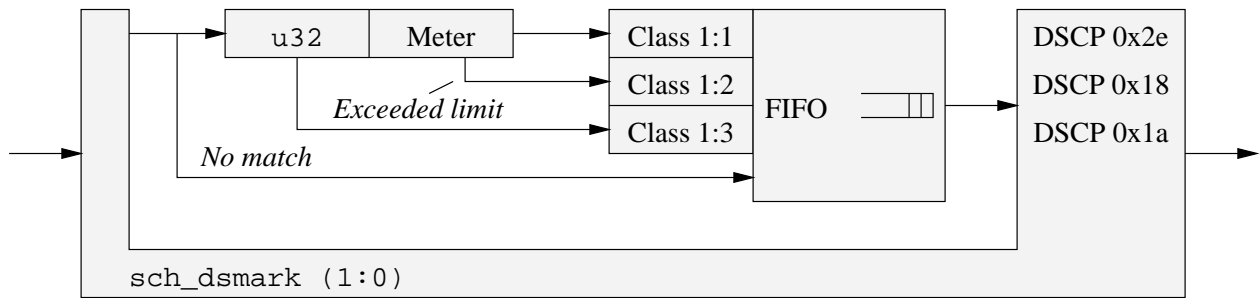 u32
Meter
Class 1:1
DSCP 0x2e
Class 1:2
DSCP 0x18
Exceeded limit
FIFO
Class 1:3
DSCP 0x1a
No match
sch_dsmark (1:0)